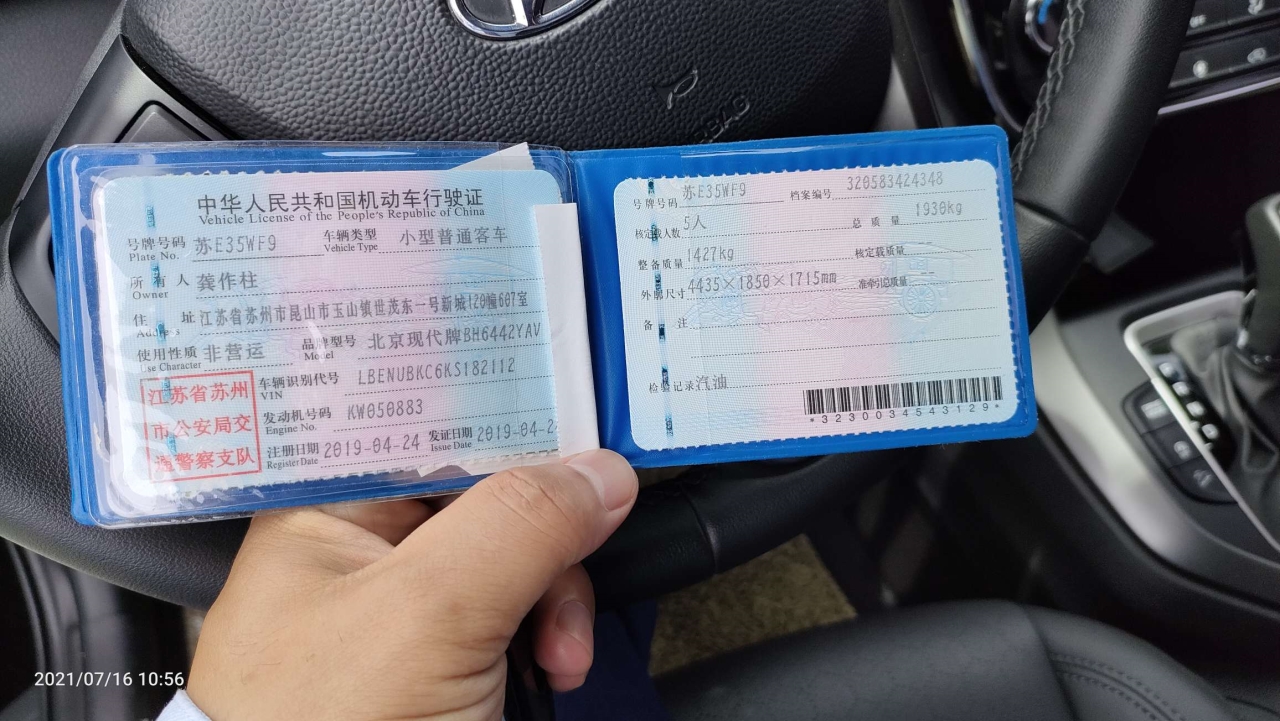 中华人民共和国机动车行驶证
Vehicle License of the People's Republic of China
号牌号码 苏E35WF9 车辆类型 小型普通客车
Plate No. Vehicle Type
所有人 龚作柱
Owner
住 址 江苏省苏州市昆山市玉山镇世茂东一号新城120幢607室
使用性质 非营运 品牌型号 北京现代牌BH6442YAV
Use Character Model
江苏省苏州
市公安局交
通警察支队
车辆识别代号 LBENUBKC6KS182112
VIN
发动机号码 KW050883
Engine No.
注册日期 2019-04-24 发证日期 2019-04-2
Register Date Issue Date
号牌号码 苏E35WF9 档案编号 320583424348
核定载人数 5人 总质量 1930kg
整备质量 1427kg 核定载质量
外廓尺寸 4435×1850×1715mm 准牵引总质量 --
备 注
检验记录 汽油
*3230034543129*
AIRBAG
2021/07/16 10:56